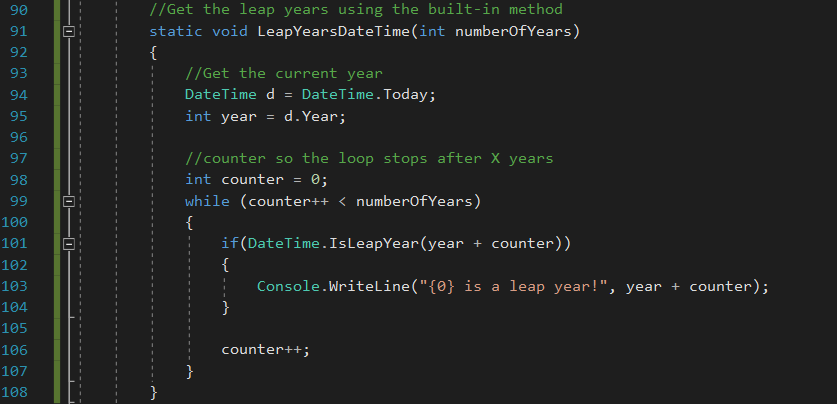 90 //Get the leap years using the built-in method
91 static void LeapYearsDateTime(int numberOfYears)
92 {
93 //Get the current year
94 DateTime d = DateTime.Today;
95 int year = d.Year;
96
97 //counter so the loop stops after X years
98 int counter = 0;
99 while (counter++ < numberOfYears)
100 {
101 if(DateTime.IsLeapYear(year + counter))
102 {
103 Console.WriteLine("{0} is a leap year!", year + counter);
104 }
105
106 counter++;
107 }
108 }